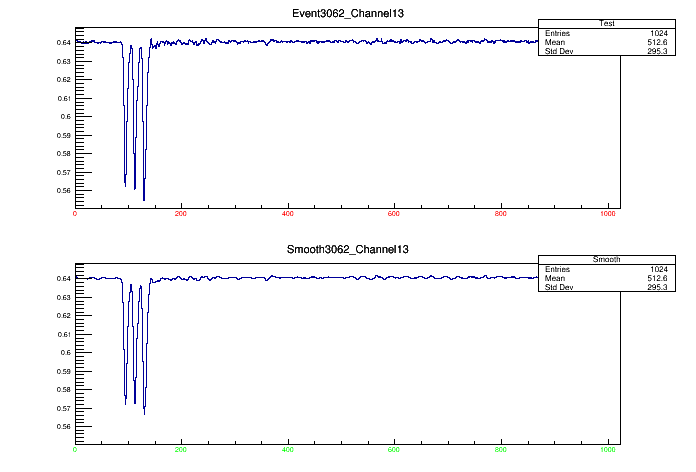 Event3062_Channel13
Test
Entries 1024
Mean 512.6
Std Dev 295.3
0.64
0.63
0.62
0.61
0.6
0.59
0.58
0.57
0.56
0 200 400 600 800 1000
Smooth3062_Channel13
Smooth
Entries 1024
Mean 512.6
Std Dev 295.3
0.64
0.63
0.62
0.61
0.6
0.59
0.58
0.57
0.56
0 200 400 600 800 1000